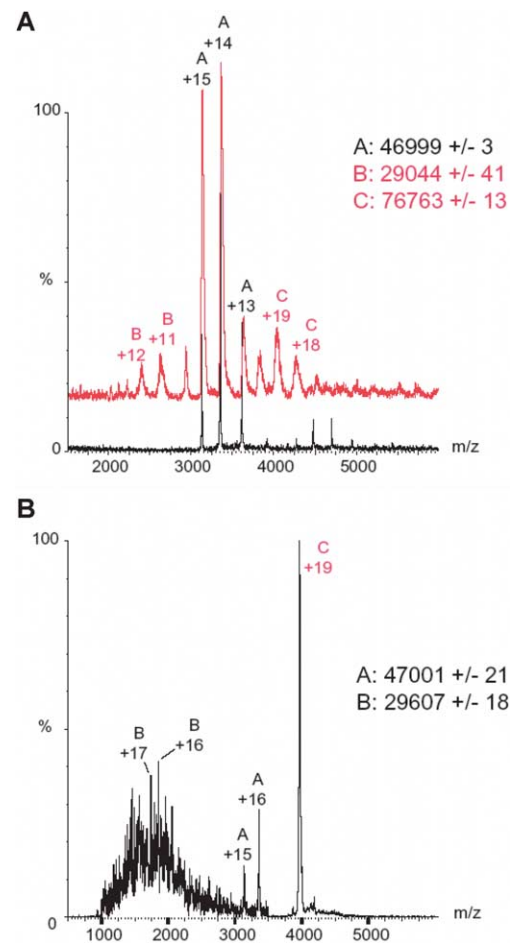 A
A
+14
A
+15
100
A: 46999 +/- 3
B: 29044 +/- 41
C: 76763 +/- 13
%
A
+13
C
+19
C
+18
B
+12
B
+11
0
2000 3000 4000 5000 m/z
B
100
C
+19
A: 47001 +/- 21
B: 29607 +/- 18
%
B
+17
B
+16
A
+16
A
+15
0
1000 2000 3000 4000 5000 m/z